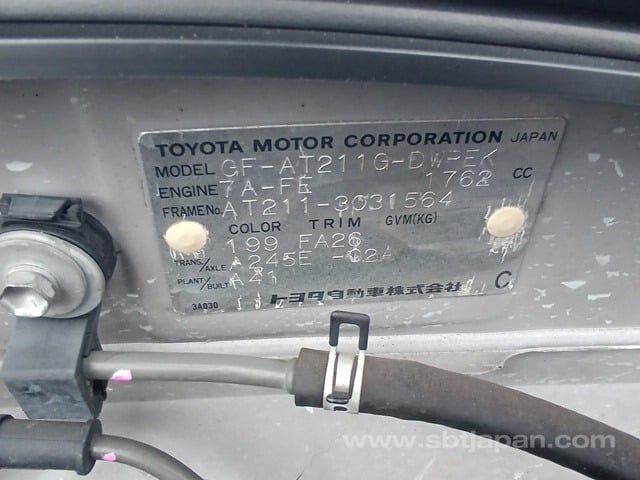 TOYOTA MOTOR CORPORATION JAPAN
MODEL GF-AT211G-DWPEK
ENGINE 7A-FE 1762 CC
FRAME No. AT211-3031564
COLOR TRIM GVM(KG)
199 FA26
TRANS./AXLE A245E -02A
PLANT/BUILT A41
トヨタ自動車株式会社 C
3A030
www.sbtjapan.com